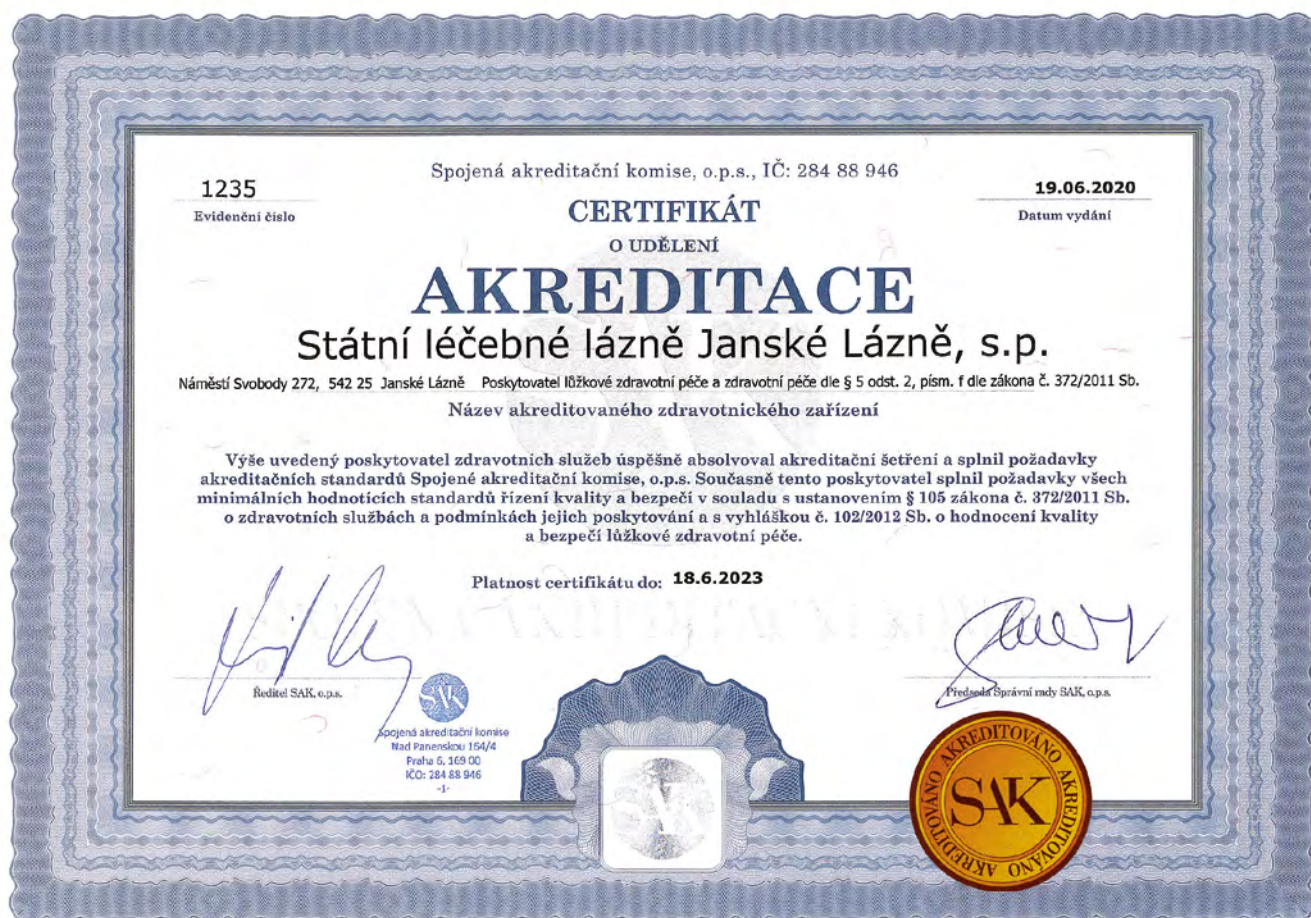 Spojená akreditační komise, o.p.s., IČ: 284 88 946
1235
Evidenční číslo
19.06.2020
Datum vydání
CERTIFIKÁT
O UDĚLENÍ
AKREDITACE
Státní léčebné lázně Janské Lázně, s.p.
Náměstí Svobody 272, 542 25 Janské Lázně Poskytovatel lůžkové zdravotní péče a zdravotní péče dle § 5 odst. 2, písm. f dle zákona č. 372/2011 Sb.
Název akreditovaného zdravotnického zařízení
Výše uvedený poskytovatel zdravotních služeb úspěšně absolvoval akreditační šetření a splnil požadavky
akreditačních standardů Spojené akreditační komise, o.p.s. Současně tento poskytovatel splnil požadavky všech
minimálních hodnotících standardů řízení kvality a bezpečí v souladu s ustanovením § 105 zákona č. 372/2011 Sb.
o zdravotních službách a podmínkách jejich poskytování a s vyhláškou č. 102/2012 Sb. o hodnocení kvality
a bezpečí lůžkové zdravotní péče.
Platnost certifikátu do: 18.6.2023
Ředitel SAK, o.p.s.
Předseda Správní rady SAK, o.p.s.
SAK
Spojená akreditační komise
Nad Panenskou 164/4
Praha 6, 169 00
IČO: 284 88 946
-1-
SAK
AKREDITOVÁNO AKREDITOVÁNO AKREDITOVÁNO
SAK